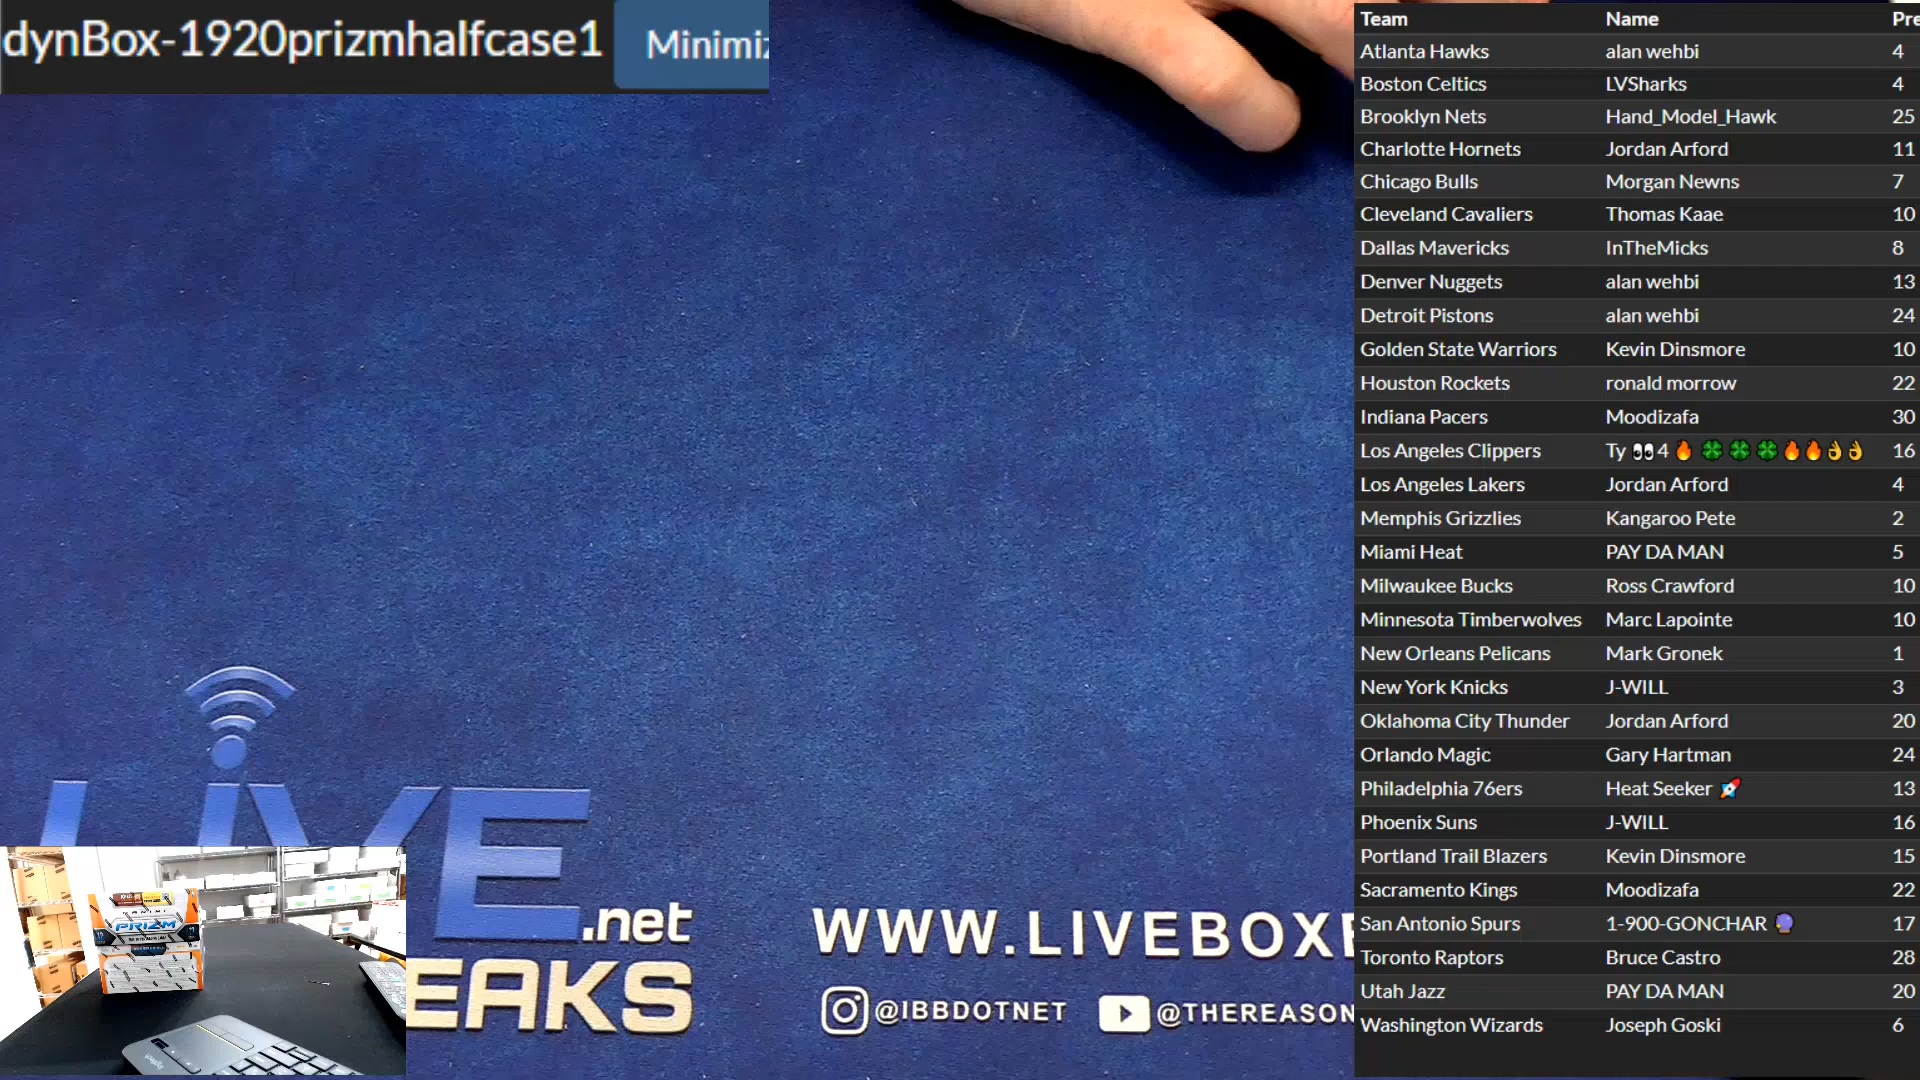 dynBox-1920prizmhalfcase1 Minimiz
Team Name Pre
Atlanta Hawks alan wehbi 4
Boston Celtics LVSharks 4
Brooklyn Nets Hand_Model_Hawk 25
Charlotte Hornets Jordan Arford 11
Chicago Bulls Morgan Newns 7
Cleveland Cavaliers Thomas Kaae 10
Dallas Mavericks InTheMicks 8
Denver Nuggets alan wehbi 13
Detroit Pistons alan wehbi 24
Golden State Warriors Kevin Dinsmore 10
Houston Rockets ronald morrow 22
Indiana Pacers Moodizafa 30
Los Angeles Clippers Ty 👀4 🔥 🍀 🍀 🍀 🔥 🔥 👌 👌 16
Los Angeles Lakers Jordan Arford 4
Memphis Grizzlies Kangaroo Pete 2
Miami Heat PAY DA MAN 5
Milwaukee Bucks Ross Crawford 10
Minnesota Timberwolves Marc Lapointe 10
New Orleans Pelicans Mark Gronek 1
New York Knicks J-WILL 3
Oklahoma City Thunder Jordan Arford 20
Orlando Magic Gary Hartman 24
Philadelphia 76ers Heat Seeker 🚀 13
Phoenix Suns J-WILL 16
Portland Trail Blazers Kevin Dinsmore 15
Sacramento Kings Moodizafa 22
San Antonio Spurs 1-900-GONCHAR 🔮 17
Toronto Raptors Bruce Castro 28
Utah Jazz PAY DA MAN 20
Washington Wizards Joseph Goski 6
LIVE
.net
EAKS
WWW.LIVEBOXB
@IBBDOTNET @THEREASON
PRIZM